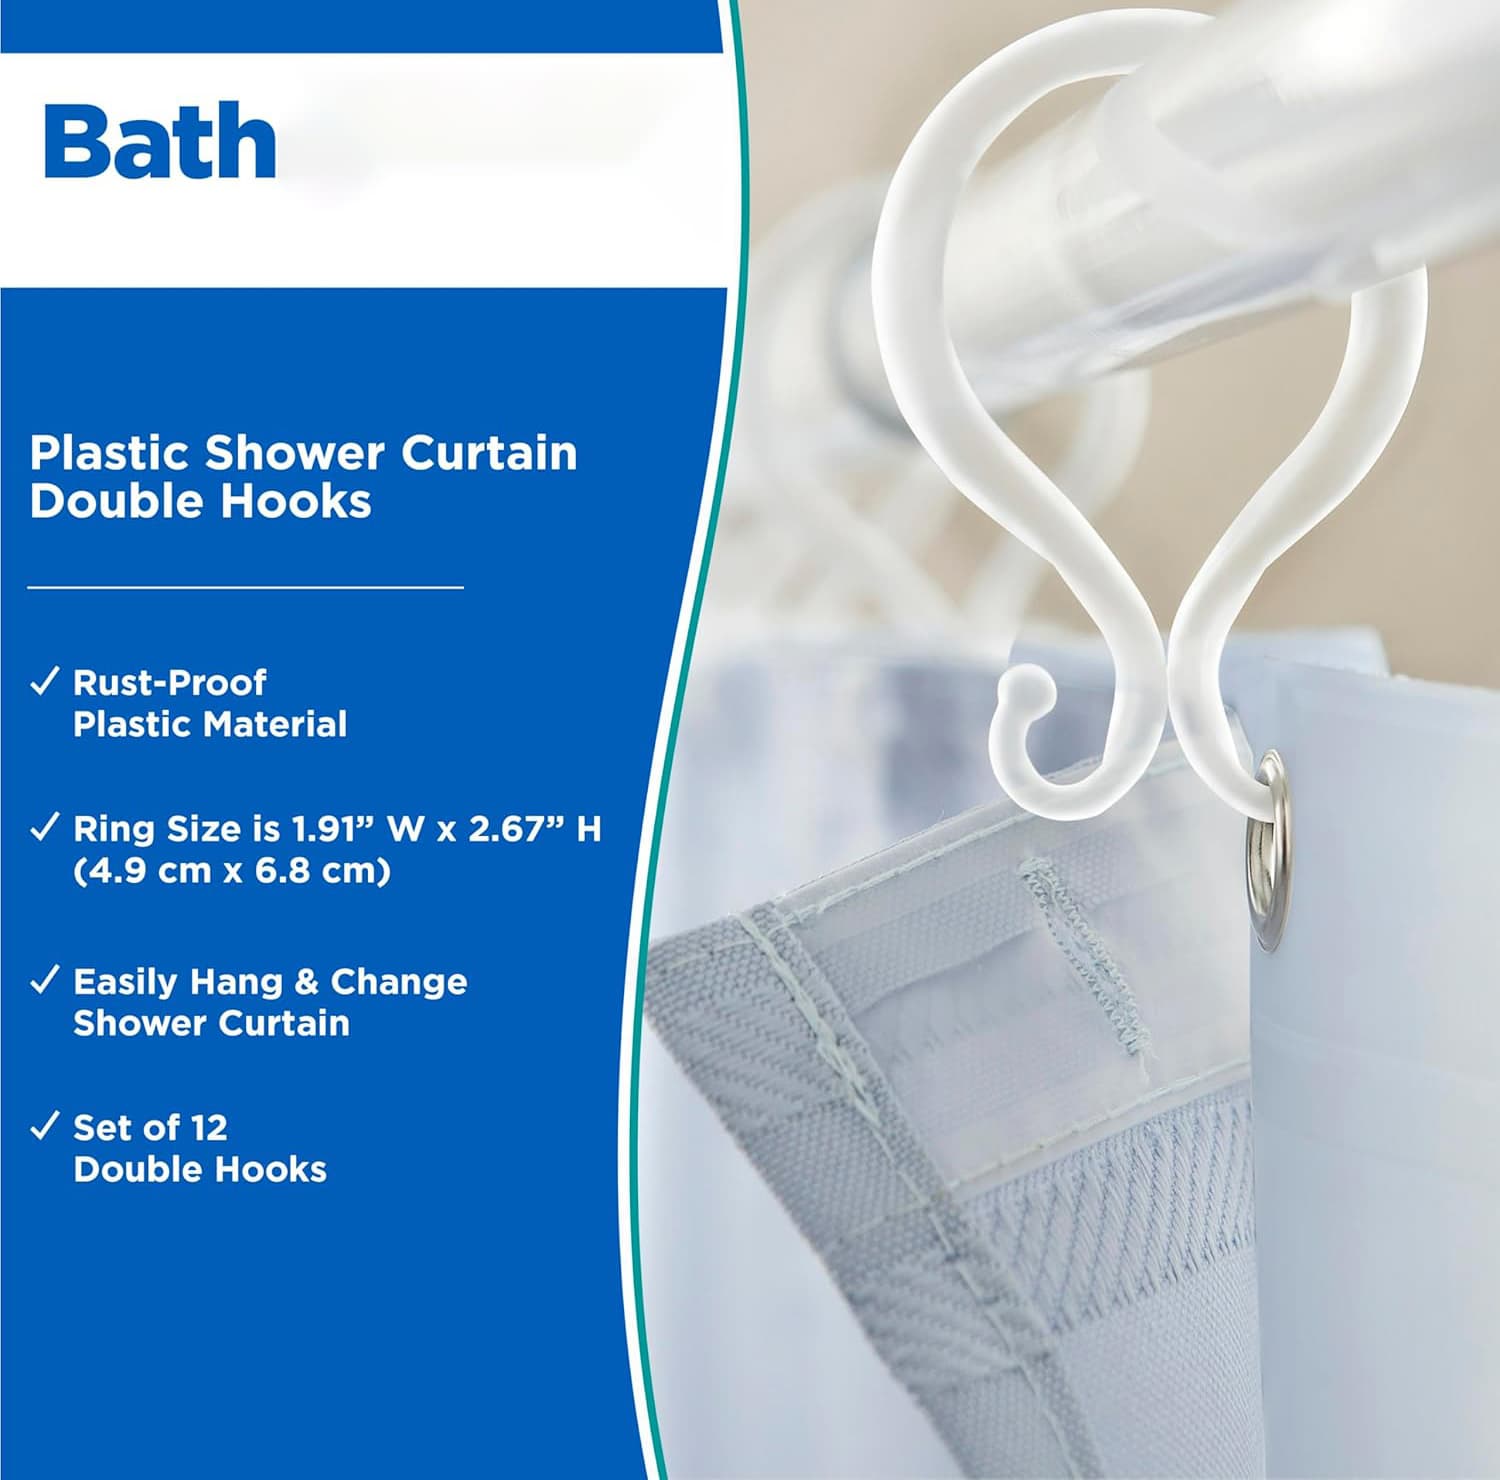 Bath
Plastic Shower Curtain
Double Hooks
✓ Rust-Proof
Plastic Material
✓ Ring Size is 1.91” W x 2.67” H
(4.9 cm x 6.8 cm)
✓ Easily Hang & Change
Shower Curtain
✓ Set of 12
Double Hooks